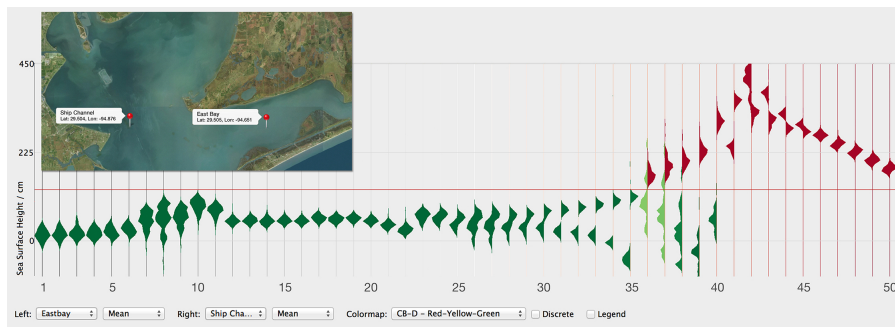 450
225
0
Sea Surface Height / cm
Ship Channel
Lat: 29.504, Lon: -94.876
East Bay
Lat: 29.505, Lon: -94.651
1 5 10 15 20 25 30 35 40 45 50
Left: Eastbay Mean Right: Ship Cha... Mean Colormap: CB-D - Red-Yellow-Green Discrete Legend